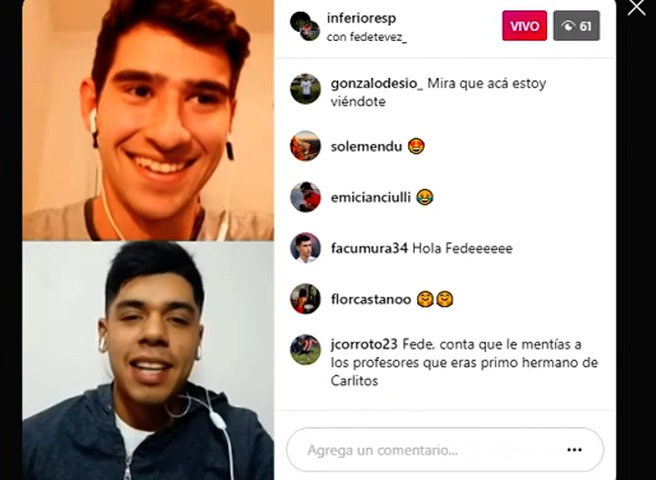 inferioresp
con fedetevez_
VIVO
61
gonzalodesio_ Mira que acá estoy
viéndote
solemendu 😍
emicianciulli 😂
facumura34 Hola Fedeeeeee
florcastanoo 🤗🤗
jcorroto23 Fede, conta que le mentías a
los profesores que eras primo hermano de
Carlitos
Agrega un comentario...